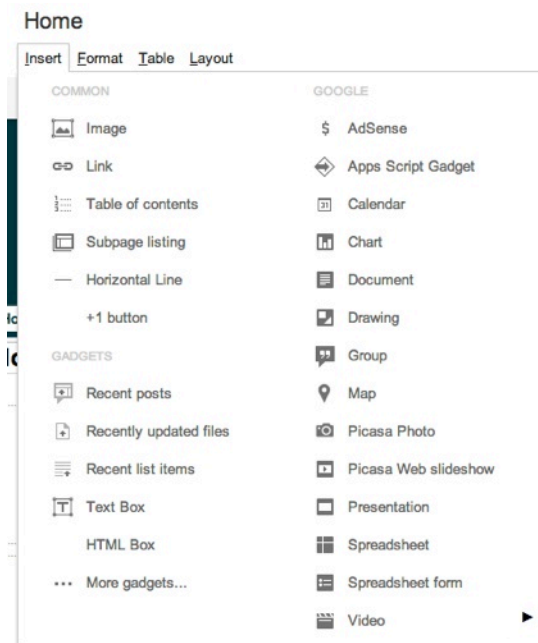 Home
Insert Format Table Layout
COMMON
Image
Link
Table of contents
Subpage listing
Horizontal Line
+1 button
GADGETS
Recent posts
Recently updated files
Recent list items
Text Box
HTML Box
More gadgets...
GOOGLE
$ AdSense
Apps Script Gadget
31 Calendar
Chart
Document
Drawing
Group
Map
Picasa Photo
Picasa Web slideshow
Presentation
Spreadsheet
Spreadsheet form
Video